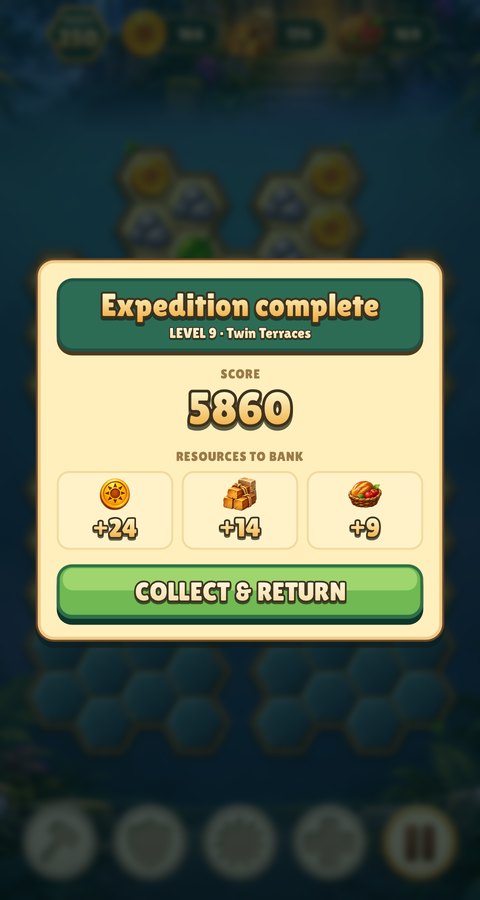 Expedition complete
LEVEL 9 · Twin Terraces
SCORE
5860
RESOURCES TO BANK
+24
+14
+9
COLLECT & RETURN